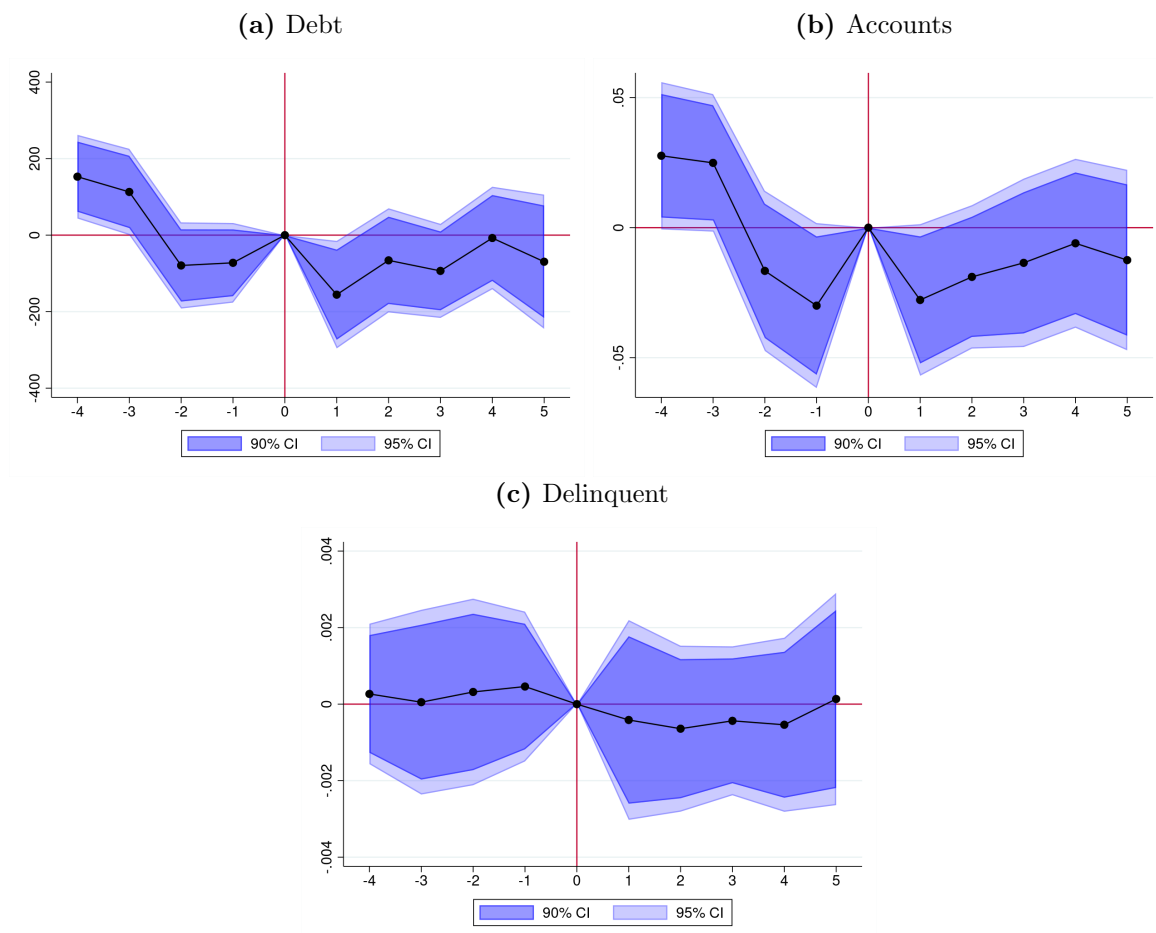 (a) Debt
400
200
0
-200
-400
-4 -3 -2 -1 0 1 2 3 4 5
90% CI 95% CI
(b) Accounts
.05
0
-.05
-4 -3 -2 -1 0 1 2 3 4 5
90% CI 95% CI
(c) Delinquent
.004
.002
0
-.002
-.004
-4 -3 -2 -1 0 1 2 3 4 5
90% CI 95% CI